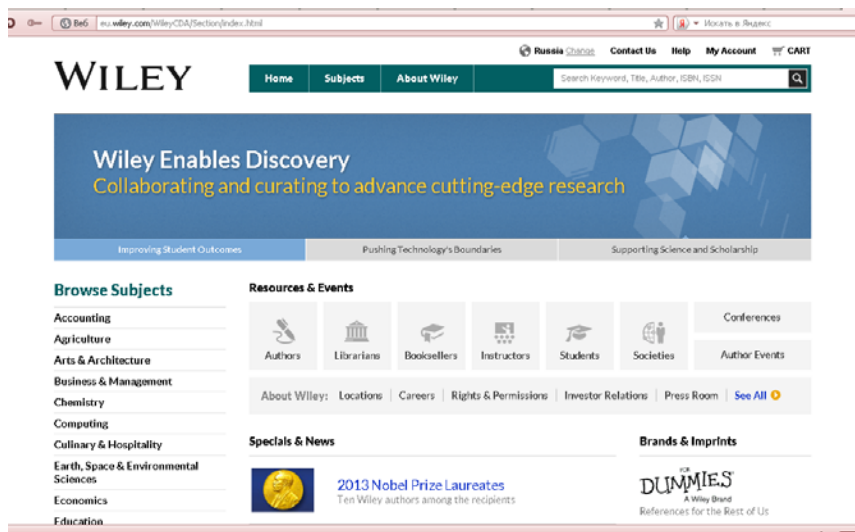 Веб eu.wiley.com/WileyCDA/Section/index.html Искать в Яндекс
Russia Change Contact Us Help My Account CART
WILEY
Home Subjects About Wiley Search Keyword, Title, Author, ISBN, ISSN
Wiley Enables Discovery
Collaborating and curating to advance cutting-edge research
Improving Student Outcomes Pushing Technology's Boundaries Supporting Science and Scholarship
Browse Subjects
Accounting
Agriculture
Arts & Architecture
Business & Management
Chemistry
Computing
Culinary & Hospitality
Earth, Space & Environmental
Sciences
Economics
Education
Resources & Events
Authors Librarians Booksellers Instructors Students Societies
Conferences
Author Events
About Wiley: Locations Careers Rights & Permissions Investor Relations Press Room See All
Specials & News
2013 Nobel Prize Laureates
Ten Wiley authors among the recipients
Brands & Imprints
FOR
DUMMIES
A Wiley Brand
References for the Rest of Us